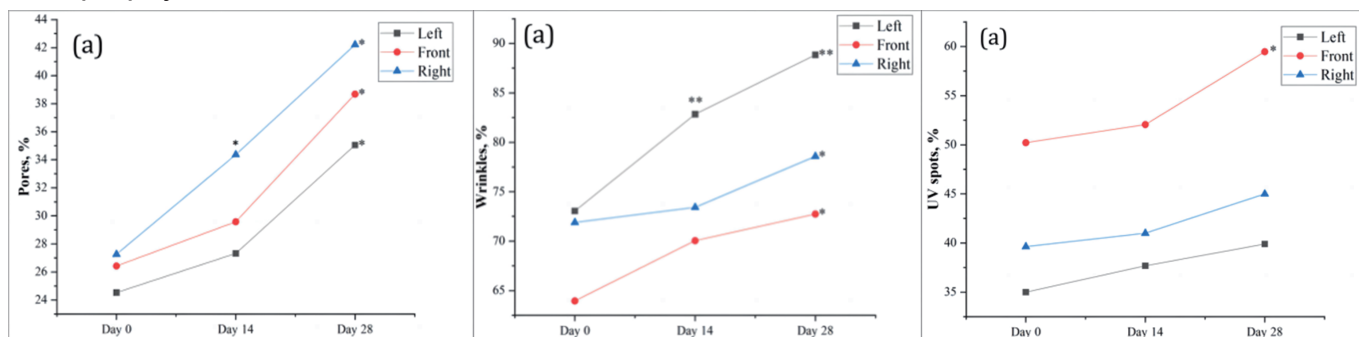 (a)
Left
Front
Right
Pores, %
44
42
40
38
36
34
32
30
28
26
24
*
*
*
*
Day 0
Day 14
Day 28
(a)
Left
Front
Right
Wrinkles, %
90
85
80
75
70
65
**
**
*
*
Day 0
Day 14
Day 28
(a)
Left
Front
Right
UV spots, %
60
55
50
45
40
35
*
Day 0
Day 14
Day 28